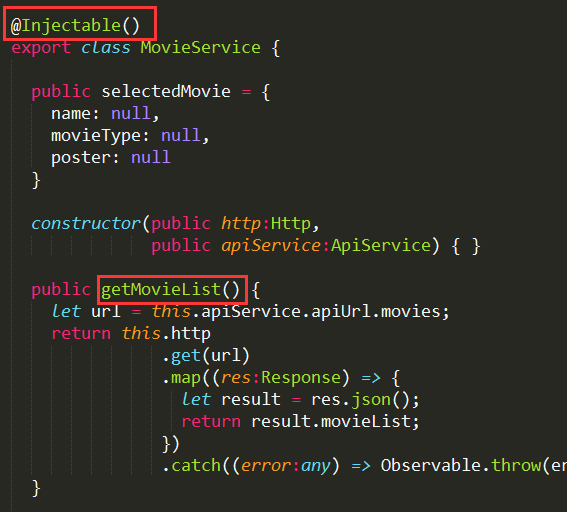 @Injectable()
export class MovieService {
public selectedMovie = {
name: null,
movieType: null,
poster: null
}
constructor(public http:Http,
public apiService:ApiService) { }
public getMovieList() {
let url = this.apiService.apiUrl.movies;
return this.http
.get(url)
.map((res:Response) => {
let result = res.json();
return result.movieList;
})
.catch((error:any) => Observable.throw(er
}